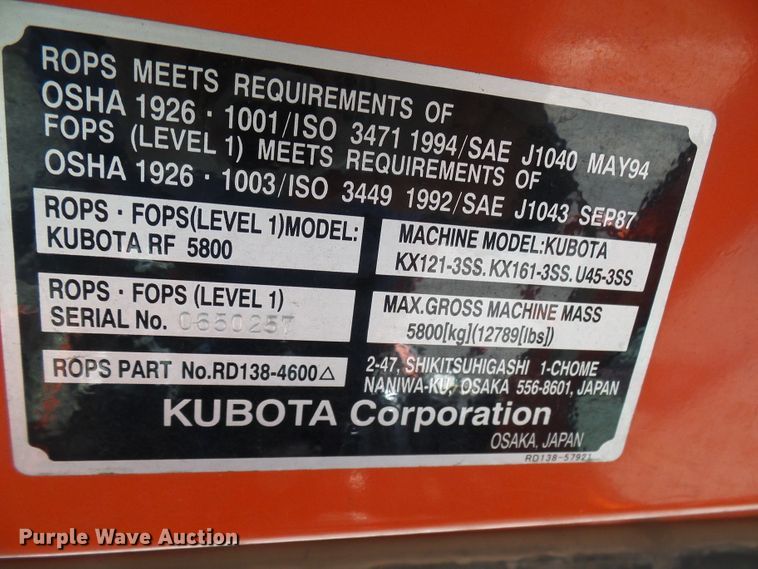 ROPS MEETS REQUIREMENTS OF
OSHA 1926・1001/ISO 3471 1994/SAE J1040 MAY94
FOPS (LEVEL 1) MEETS REQUIREMENTS OF
OSHA 1926・1003/ISO 3449 1992/SAE J1043 SEP87
ROPS・FOPS(LEVEL 1)MODEL:
KUBOTA RF 5800
MACHINE MODEL:KUBOTA
KX121-3SS.KX161-3SS.U45-3SS
ROPS・FOPS (LEVEL 1)
SERIAL No. 0650257
MAX.GROSS MACHINE MASS
5800[kg](12789[lbs])
ROPS PART No.RD138-4600△
2-47, SHIKITSUHIGASHI 1-CHOME
NANIWA-KU, OSAKA 556-8601, JAPAN
KUBOTA Corporation
OSAKA, JAPAN
RD138-57921
Purple Wave Auction